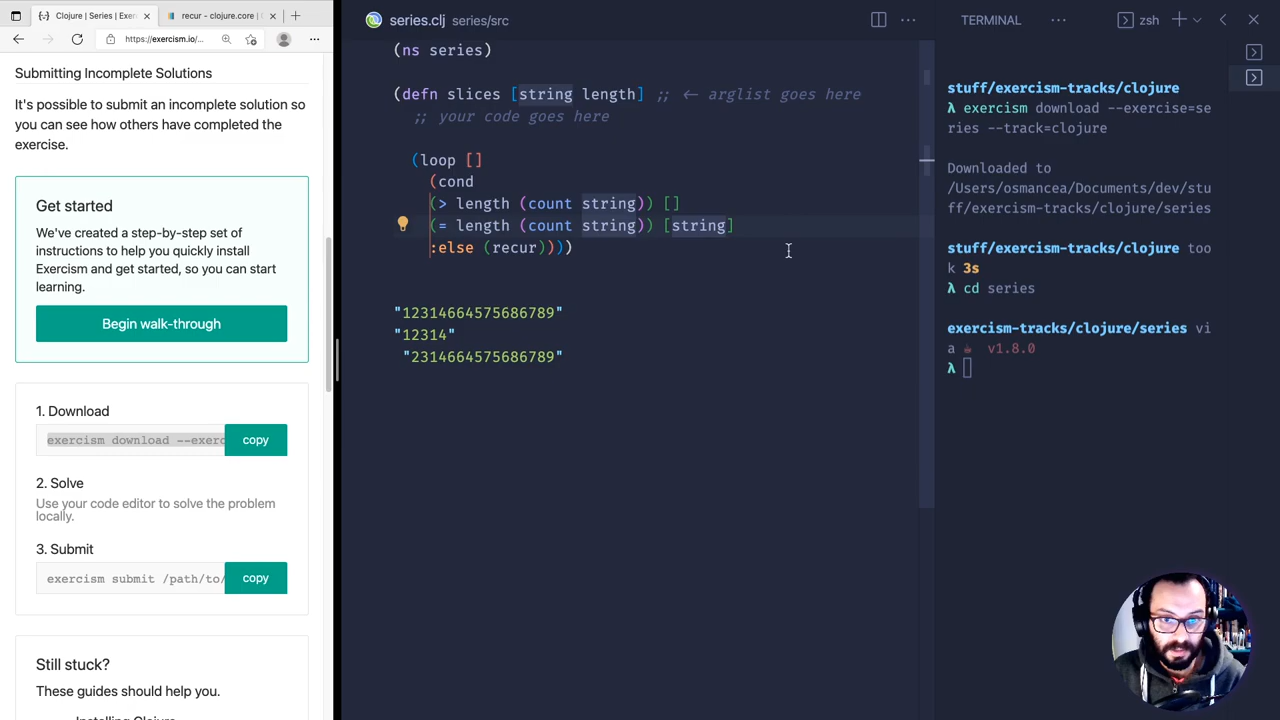 Clojure | Series | Exer
recur - clojure.core | C
https://exercism.io/...
Submitting Incomplete Solutions
It's possible to submit an incomplete solution so
you can see how others have completed the
exercise.
Get started
We've created a step-by-step set of
instructions to help you quickly install
Exercism and get started, so you can start
learning.
Begin walk-through
1. Download
exercism download --exerc
copy
2. Solve
Use your code editor to solve the problem
locally.
3. Submit
exercism submit /path/to/
copy
Still stuck?
These guides should help you.
Installing Clojure
series.clj series/src
(ns series)
(defn slices [string length] ;; <- arglist goes here
;; your code goes here
(loop []
(cond
(> length (count string)) []
(= length (count string)) [string]
:else (recur))))
"12314664575686789"
"12314"
"2314664575686789"
TERMINAL
zsh
stuff/exercism-tracks/clojure
λ exercism download --exercise=se
ries --track=clojure
Downloaded to
/Users/osmancea/Documents/dev/stu
ff/exercism-tracks/clojure/series
stuff/exercism-tracks/clojure too
k 3s
λ cd series
exercism-tracks/clojure/series vi
a v1.8.0
λ